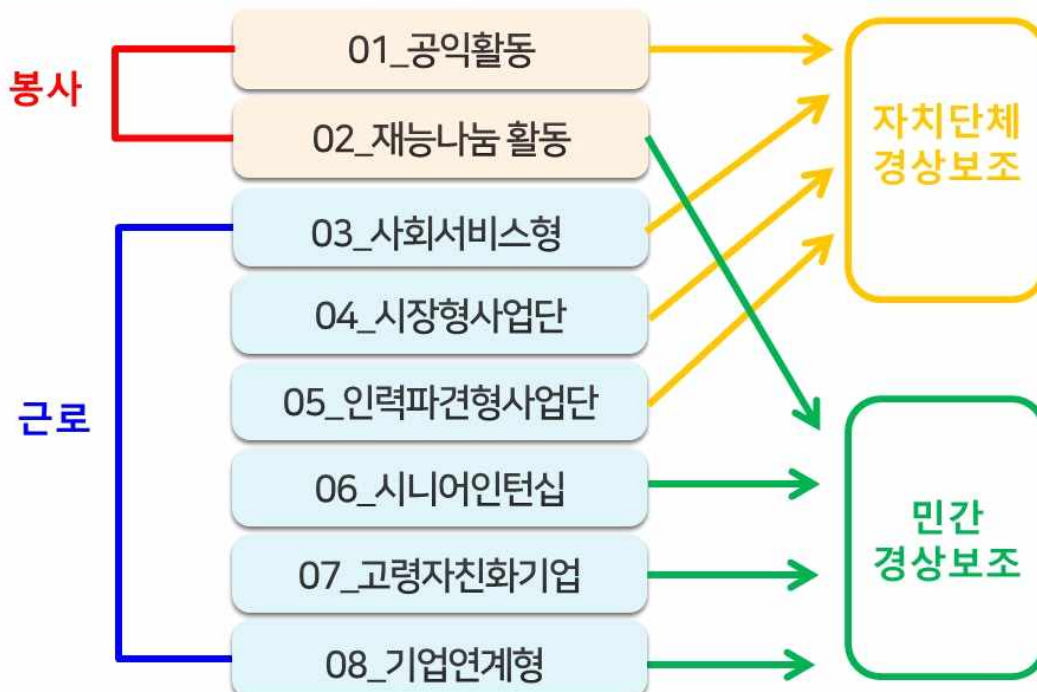 봉사
01_공익활동
02_재능나눔 활동
03_사회서비스형
04_시장형사업단
05_인력파견형사업단
근로
06_시니어인턴십
07_고령자친화기업
08_기업연계형
자치단체
경상보조
민간
경상보조